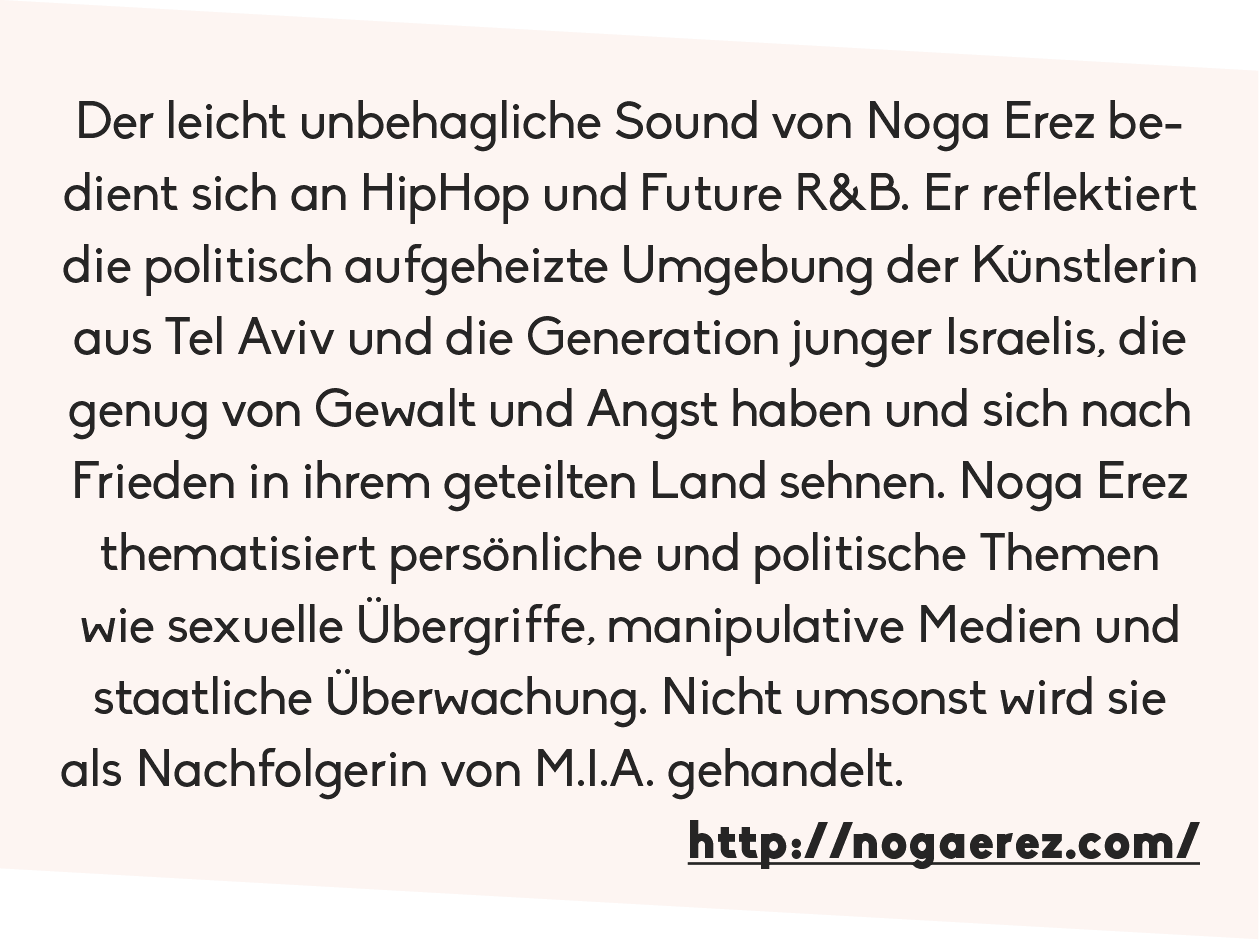 Der leicht unbehagliche Sound von Noga Erez be-
dient sich an HipHop und Future R&B. Er reflektiert
die politisch aufgeheizte Umgebung der Künstlerin
aus Tel Aviv und die Generation junger Israelis, die
genug von Gewalt und Angst haben und sich nach
Frieden in ihrem geteilten Land sehnen. Noga Erez
thematisiert persönliche und politische Themen
wie sexuelle Übergriffe, manipulative Medien und
staatliche Überwachung. Nicht umsonst wird sie
als Nachfolgerin von M.I.A. gehandelt.
http://nogaerez.com/